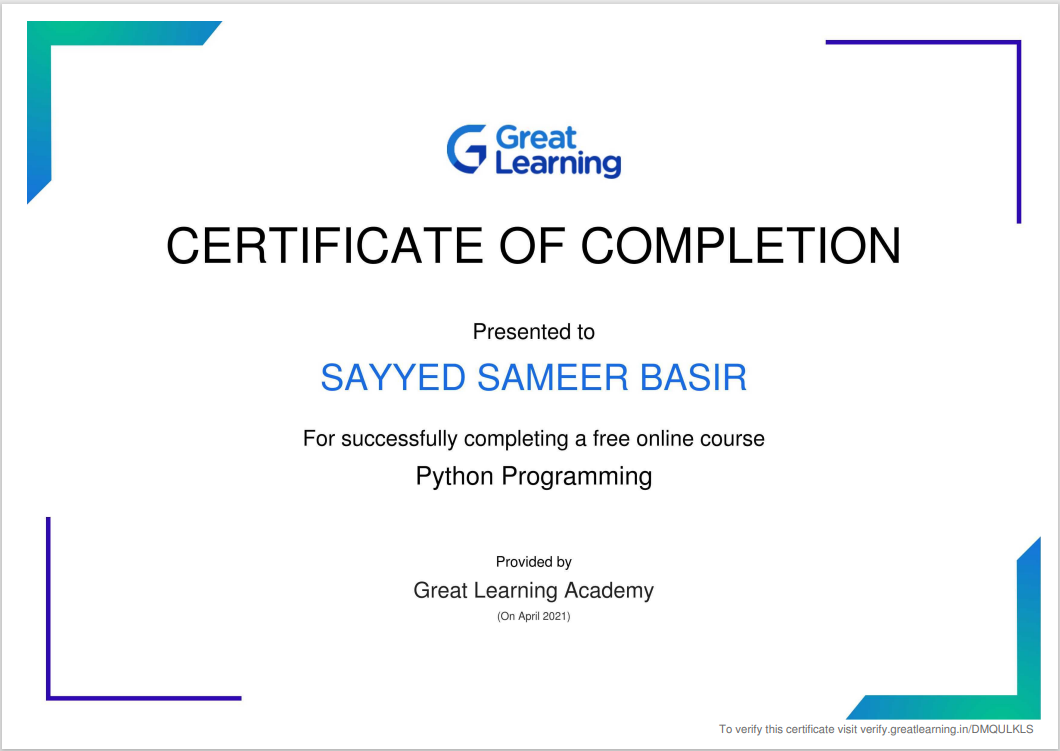 Great
Learning
CERTIFICATE OF COMPLETION
Presented to
SAYYED SAMEER BASIR
For successfully completing a free online course
Python Programming
Provided by
Great Learning Academy
(On April 2021)
To verify this certificate visit verify.greatlearning.in/DMQULKLS